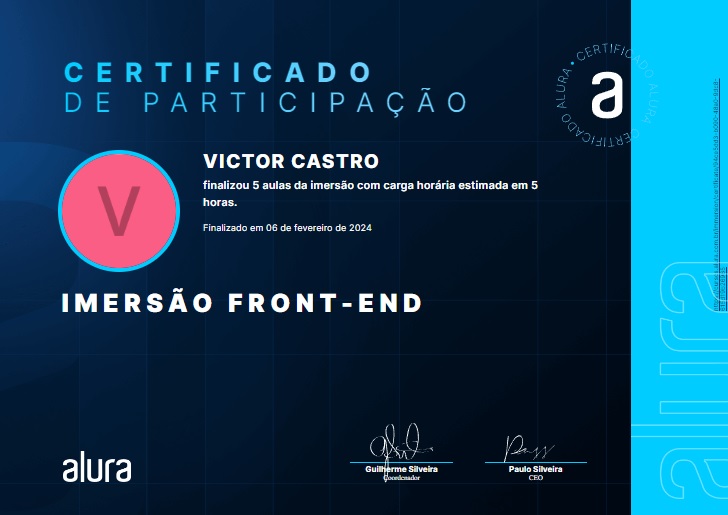 CERTIFICADO
DE PARTICIPAÇÃO
CERTIFICADO ALURA • CERTIFICADO ALURA
a
V
VICTOR CASTRO
finalizou 5 aulas da imersão com carga horária estimada em 5
horas.
Finalizado em 06 de fevereiro de 2024
IMERSÃO FRONT-END
alura
Guilherme Silveira
Coordenador
Paulo Silveira
CEO
alura